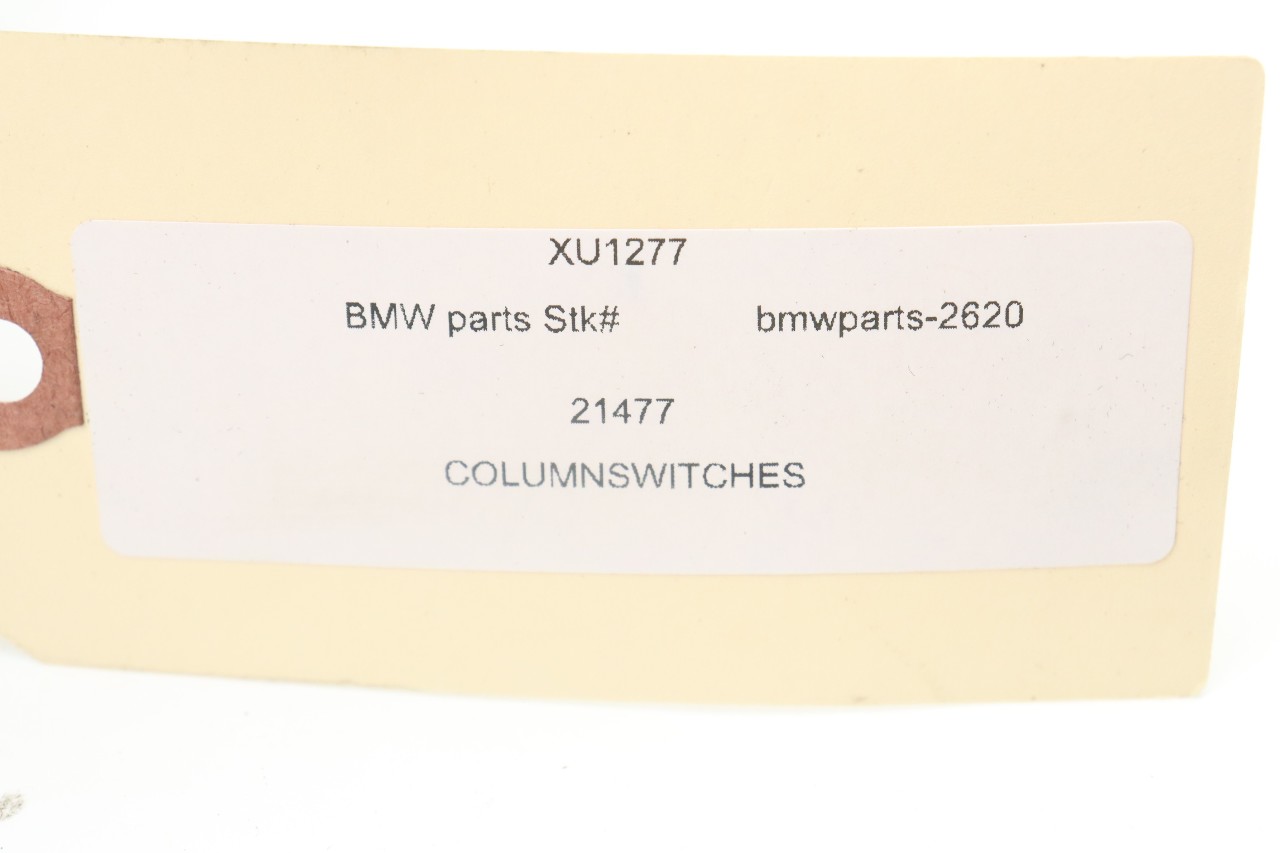 XU1277
BMW parts Stk# bmwparts-2620
21477
COLUMNSWITCHES